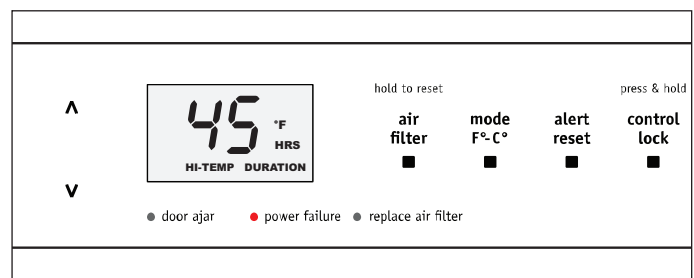 hold to reset
press & hold
45 °F HRS
HI-TEMP DURATION
air filter
mode F°-C°
alert reset
control lock
door ajar
power failure
replace air filter